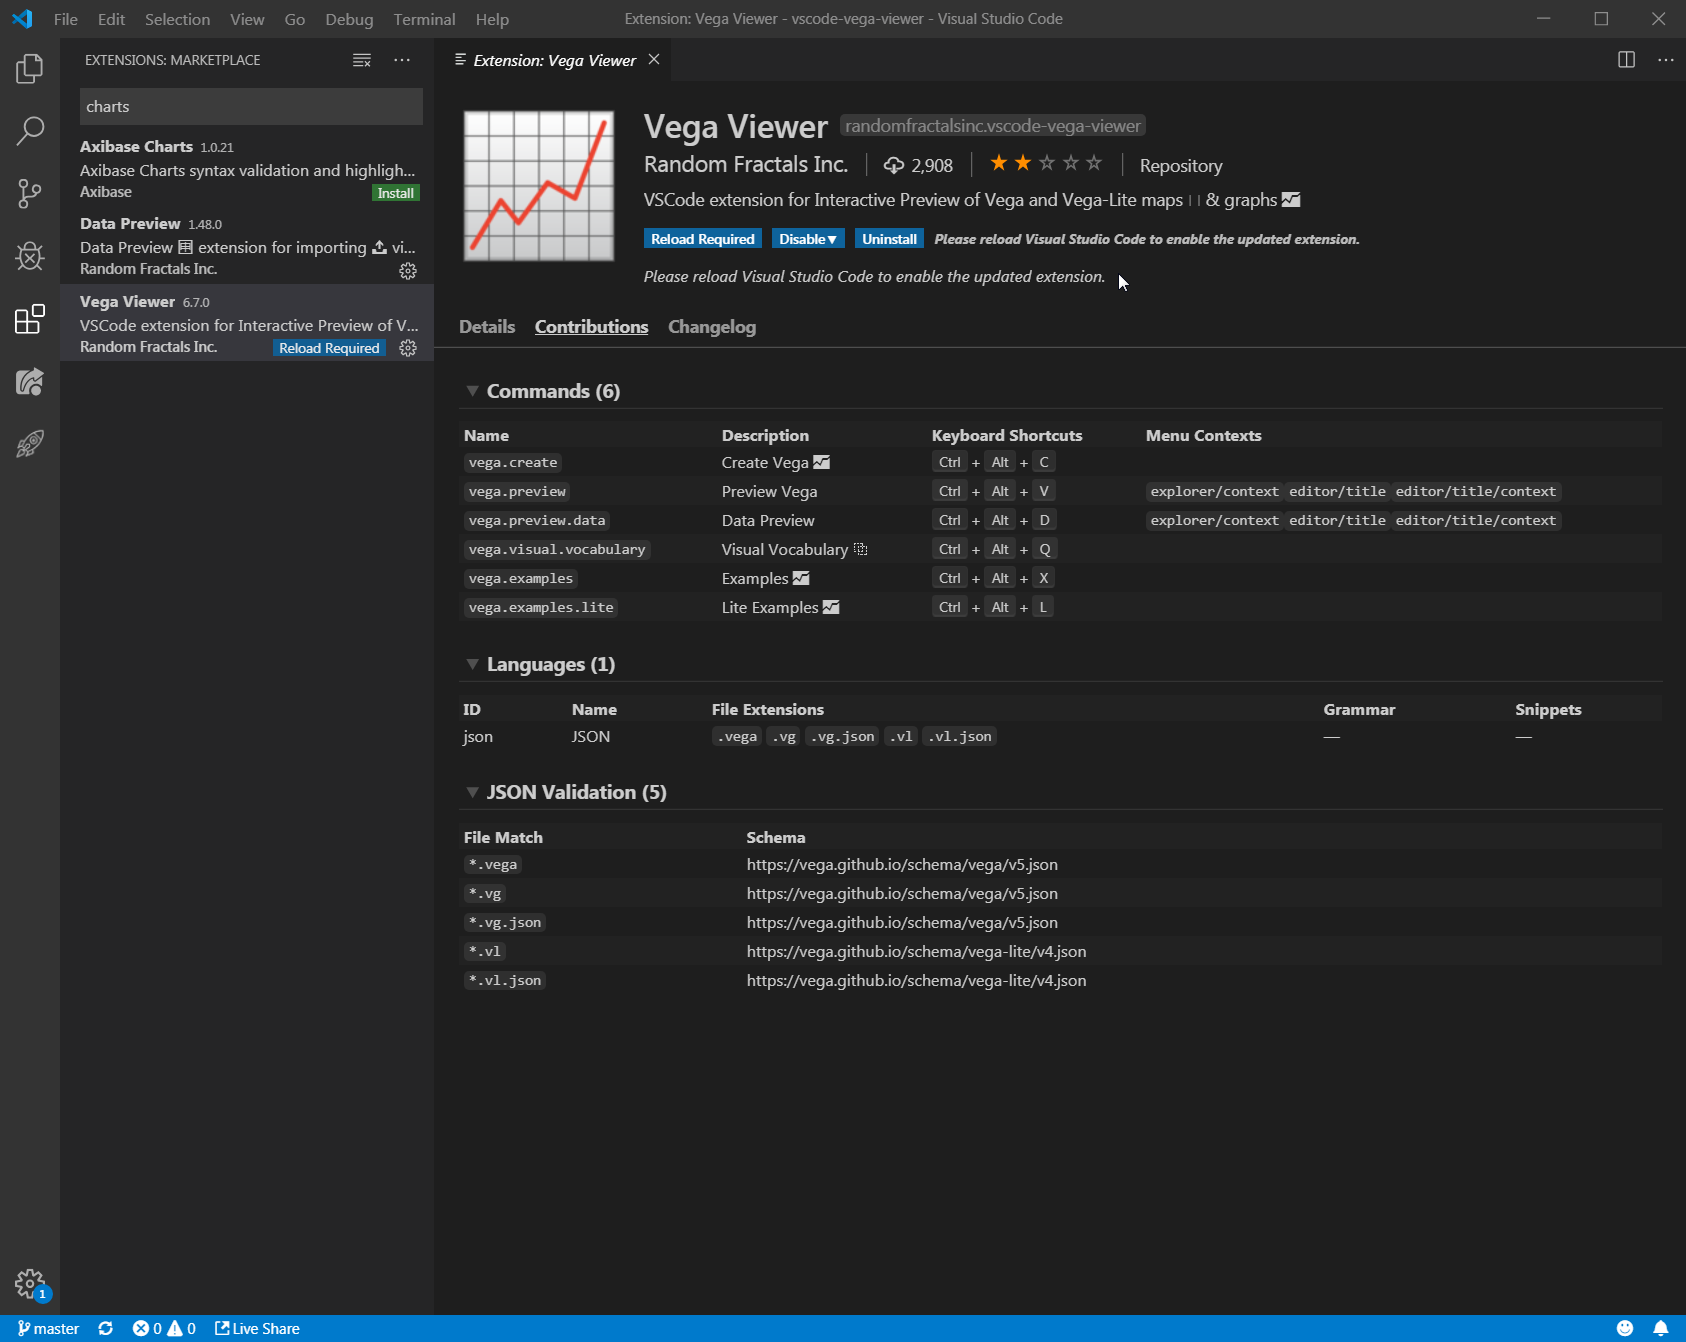 File Edit Selection View Go Debug Terminal Help Extension: Vega Viewer - vscode-vega-viewer - Visual Studio Code
EXTENSIONS: MARKETPLACE
charts
Axibase Charts 1.0.21
Axibase Charts syntax validation and highligh...
Axibase Install
Data Preview 1.48.0
Data Preview extension for importing vi...
Random Fractals Inc.
Vega Viewer 6.7.0
VSCode extension for Interactive Preview of V...
Random Fractals Inc. Reload Required
Extension: Vega Viewer
Vega Viewer randomfractalsinc.vscode-vega-viewer
Random Fractals Inc. 2,908 Repository
VSCode extension for Interactive Preview of Vega and Vega-Lite maps & graphs
Reload Required Disable▼ Uninstall Please reload Visual Studio Code to enable the updated extension.
Please reload Visual Studio Code to enable the updated extension.
Details Contributions Changelog
Commands (6)
Name Description Keyboard Shortcuts Menu Contexts
vega.create Create Vega Ctrl + Alt + C
vega.preview Preview Vega Ctrl + Alt + V explorer/context editor/title editor/title/context
vega.preview.data Data Preview Ctrl + Alt + D explorer/context editor/title editor/title/context
vega.visual.vocabulary Visual Vocabulary Ctrl + Alt + Q
vega.examples Examples Ctrl + Alt + X
vega.examples.lite Lite Examples Ctrl + Alt + L
Languages (1)
ID Name File Extensions Grammar Snippets
json JSON .vega .vg .vg.json .vl .vl.json — —
JSON Validation (5)
File Match Schema
*.vega https://vega.github.io/schema/vega/v5.json
*.vg https://vega.github.io/schema/vega/v5.json
*.vg.json https://vega.github.io/schema/vega/v5.json
*.vl https://vega.github.io/schema/vega-lite/v4.json
*.vl.json https://vega.github.io/schema/vega-lite/v4.json
1
master 0 0 Live Share